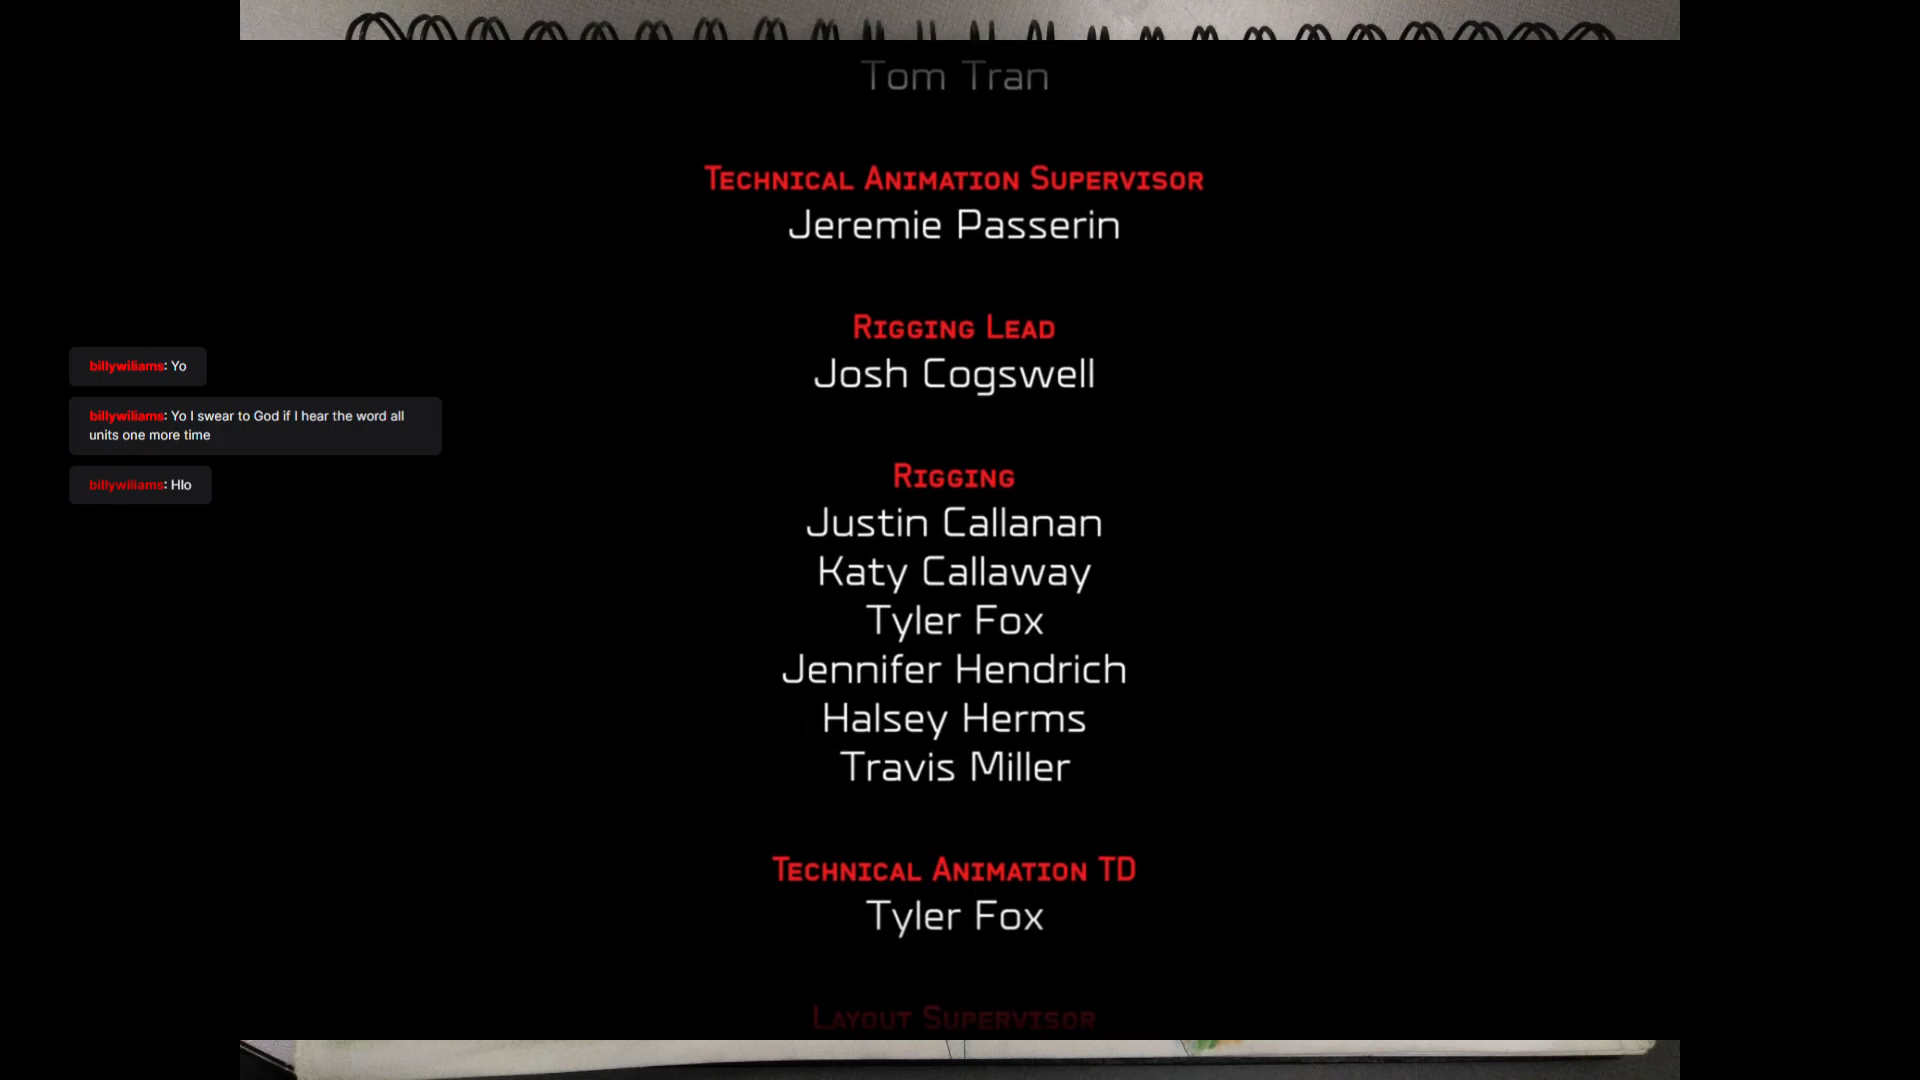 Tom Tran
Technical Animation Supervisor
Jeremie Passerin
Rigging Lead
Josh Cogswell
billywiliams: Yo
billywiliams: Yo I swear to God if I hear the word all
units one more time
billywiliams: Hlo
Rigging
Justin Callanan
Katy Callaway
Tyler Fox
Jennifer Hendrich
Halsey Herms
Travis Miller
Technical Animation TD
Tyler Fox
Layout Supervisor